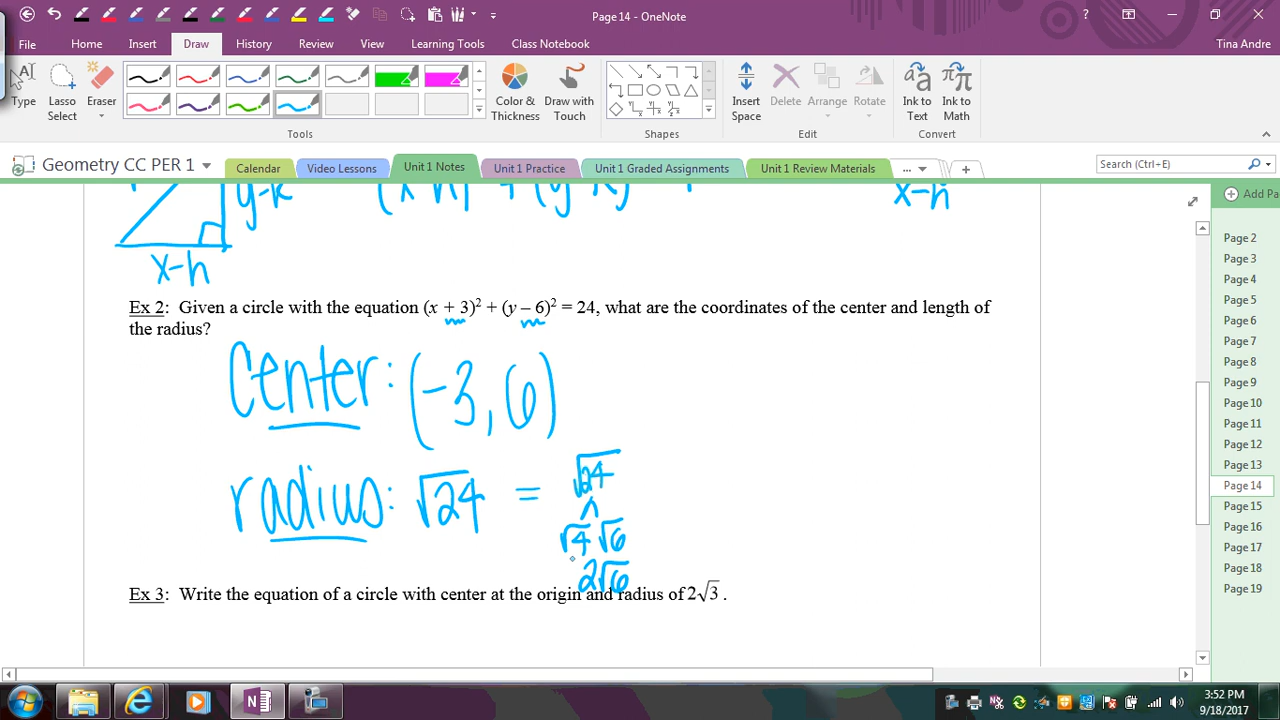 Page 14 - OneNote
?
File Home Insert Draw History Review View Learning Tools Class Notebook Tina Andre
Type Lasso Select Eraser Color & Thickness Draw with Touch Insert Space Delete Arrange Rotate Ink to Text Ink to Math
Tools Shapes Edit Convert
Geometry CC PER 1 Calendar Video Lessons Unit 1 Notes Unit 1 Practice Unit 1 Graded Assignments Unit 1 Review Materials ... + Search (Ctrl+E)
Add Pa
y-k (x-h) + (y-k) x-h
x-h
Ex 2: Given a circle with the equation (x + 3)² + (y – 6)² = 24, what are the coordinates of the center and length of
the radius?
Center: (-3, 6)
radius: √24 = √24
√4 √6
2√6
Ex 3: Write the equation of a circle with center at the origin and radius of 2√3.
Page 2
Page 3
Page 4
Page 5
Page 6
Page 7
Page 8
Page 9
Page 10
Page 11
Page 12
Page 13
Page 14
Page 15
Page 16
Page 17
Page 18
Page 19
3:52 PM
9/18/2017